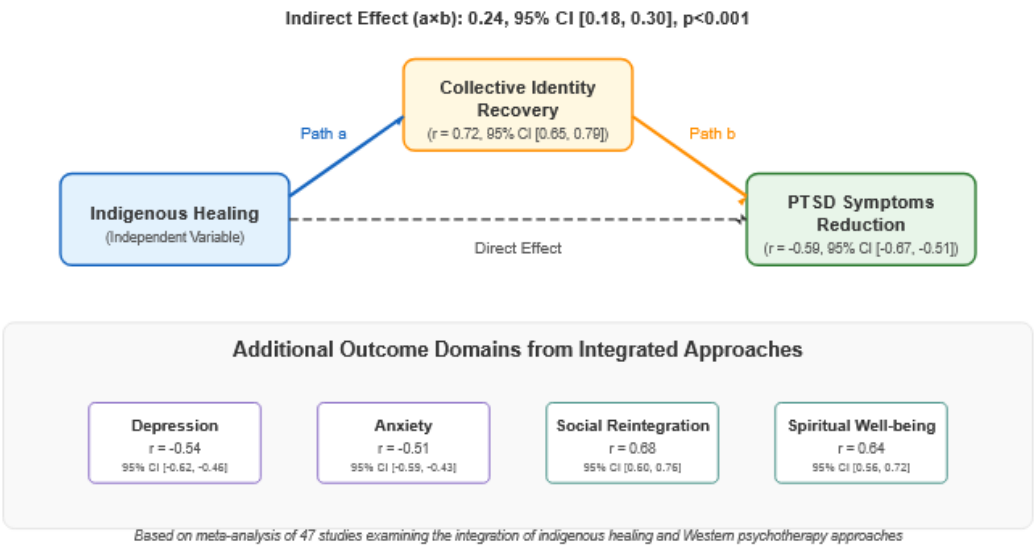 Indirect Effect (a×b): 0.24, 95% CI [0.18, 0.30], p<0.001
Collective Identity
Recovery
(r = 0.72, 95% CI [0.65, 0.79])
Path a
Path b
Indigenous Healing
(Independent Variable)
PTSD Symptoms
Reduction
(r = -0.59, 95% CI [-0.67, -0.51])
Direct Effect
Additional Outcome Domains from Integrated Approaches
Depression
r = -0.54
95% CI [-0.62, -0.46]
Anxiety
r = -0.51
95% CI [-0.59, -0.43]
Social Reintegration
r = 0.68
95% CI [0.60, 0.76]
Spiritual Well-being
r = 0.64
95% CI [0.56, 0.72]
Based on meta-analysis of 47 studies examining the integration of indigenous healing and Western psychotherapy approaches